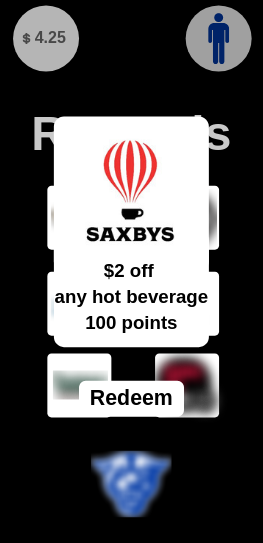 $ 4.25
SAXBYS
$2 off
any hot beverage
100 points
Redeem